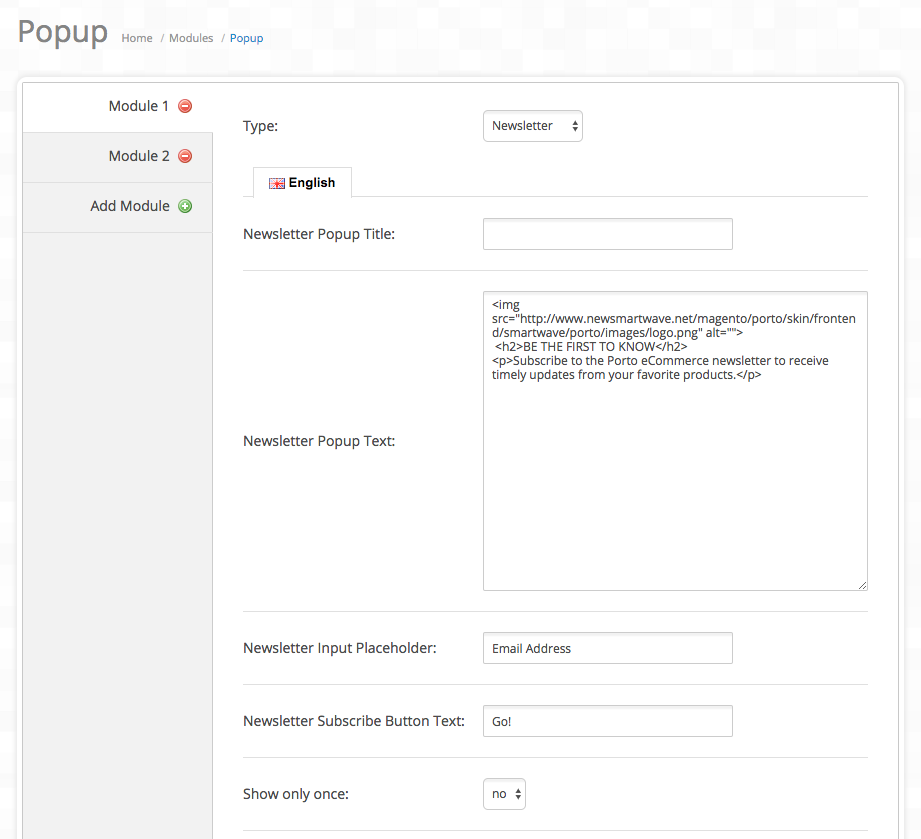 Popup Home / Modules / Popup
Module 1
Module 2
Add Module
Type: Newsletter
English
Newsletter Popup Title:
Newsletter Popup Text:
<img
src="http://www.newsmartwave.net/magento/porto/skin/fronten
d/smartwave/porto/images/logo.png" alt="">
<h2>BE THE FIRST TO KNOW</h2>
<p>Subscribe to the Porto eCommerce newsletter to receive
timely updates from your favorite products.</p>
Newsletter Input Placeholder: Email Address
Newsletter Subscribe Button Text: Go!
Show only once: no